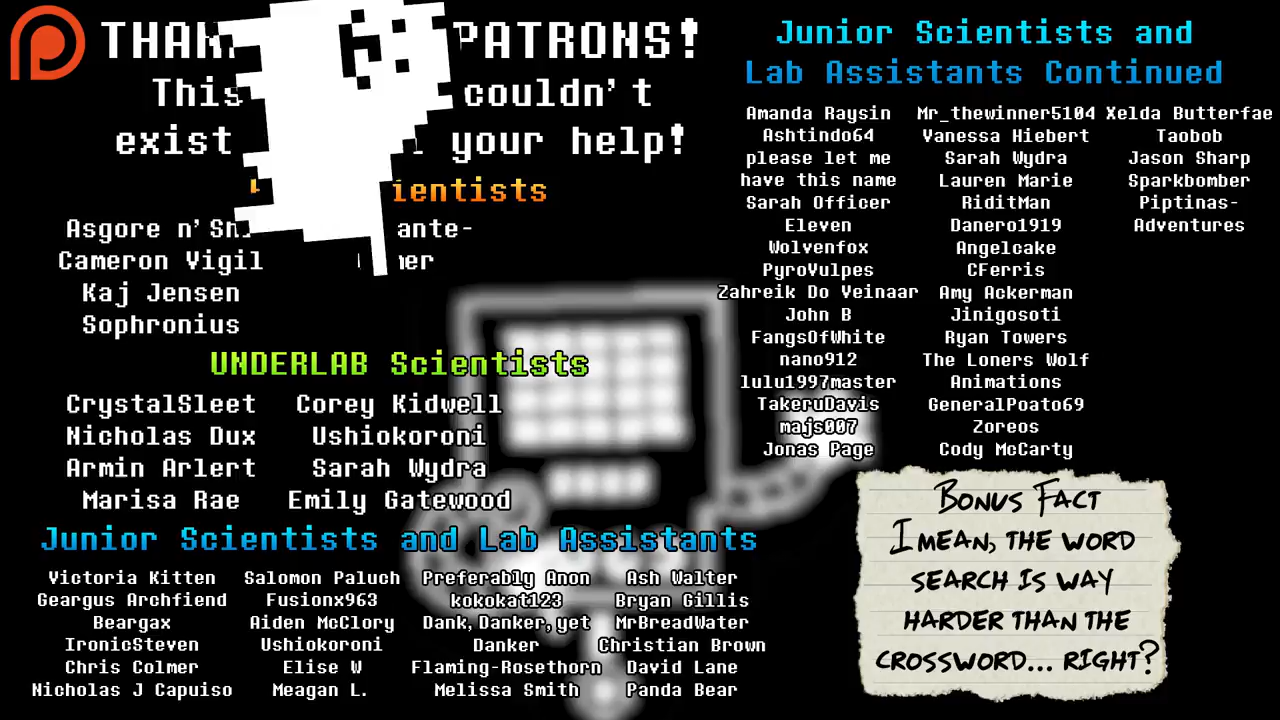 PATRONS!
This couldn't
exist your help!
Asgore n'
Cameron Vigil
Kaj Jensen
Sophronius
UNDERLAB Scientists
CrystalSleet Corey Kidwell
Nicholas Dux Ushiokoroni
Armin Arlert Sarah Wydra
Marisa Rae Emily Gatewood
Junior Scientists and Lab Assistants
Victoria Kitten Salomon Paluch Preferably Anon Ash Walter
Geargus Archfiend Fusionx963 kokokat123 Bryan Gillis
Beargax Aiden McClory Dank, Danker, yet MrBreadWater
IronicSteven Ushiokoroni Danker Christian Brown
Chris Colmer Elise W Flaming-Rosethorn David Lane
Nicholas J Capuiso Meagan L. Melissa Smith Panda Bear
Junior Scientists and
Lab Assistants Continued
Amanda Raysin Mr_thewinner5104 Xelda Butterfae
Ashtindo64 Vanessa Hiebert Taobob
please let me Sarah Wydra Jason Sharp
have this name Lauren Marie Sparkbomber
Sarah Officer RiditMan Piptinas-
Eleven Danero1919 Adventures
Wolvenfox Angelcake
PyroVulpes CFerris
Zahreik Do Veinaar Amy Ackerman
John B Jinigosoti
FangsOfWhite Ryan Towers
nano912 The Loners Wolf
lulu1997master Animations
TakeruDavis GeneralPoato69
majs007 Zoreos
Jonas Page Cody McCarty
BONUS FACT
I MEAN, THE WORD
SEARCH IS WAY
HARDER THAN THE
CROSSWORD... RIGHT?